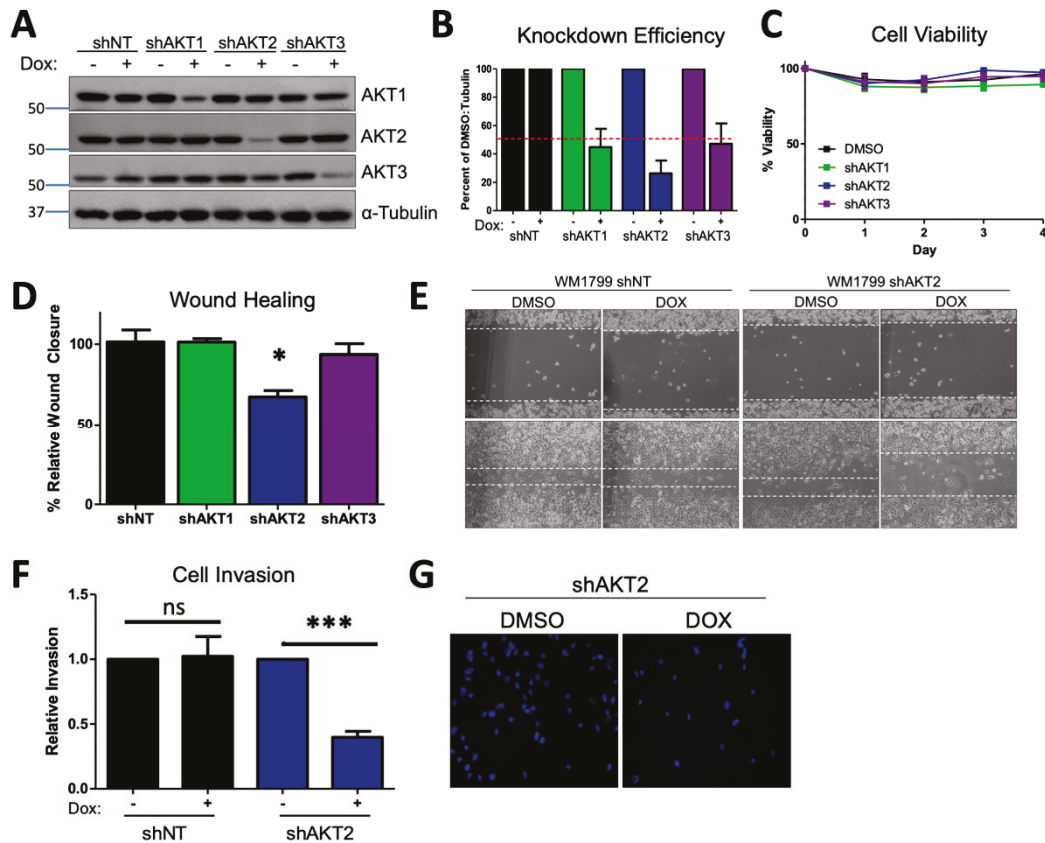 A
shNT shAKT1 shAKT2 shAKT3
Dox: - + - + - + - +
50 AKT1
50 AKT2
50 AKT3
37 α-Tubulin
B
Knockdown Efficiency
Percent of DMSO:Tubulin
100
80
60
40
20
0
Dox: - + - + - + - +
shNT shAKT1 shAKT2 shAKT3
C
Cell Viability
% Viability
100
50
0
DMSO
shAKT1
shAKT2
shAKT3
0 1 2 3 4
Day
D
Wound Healing
% Relative Wound Closure
100
50
0
*
shNT shAKT1 shAKT2 shAKT3
E
WM1799 shNT WM1799 shAKT2
DMSO DOX DMSO DOX
F
Cell Invasion
Relative Invasion
1.5
1.0
0.5
0.0
ns ***
Dox: - + - +
shNT shAKT2
G
shAKT2
DMSO DOX